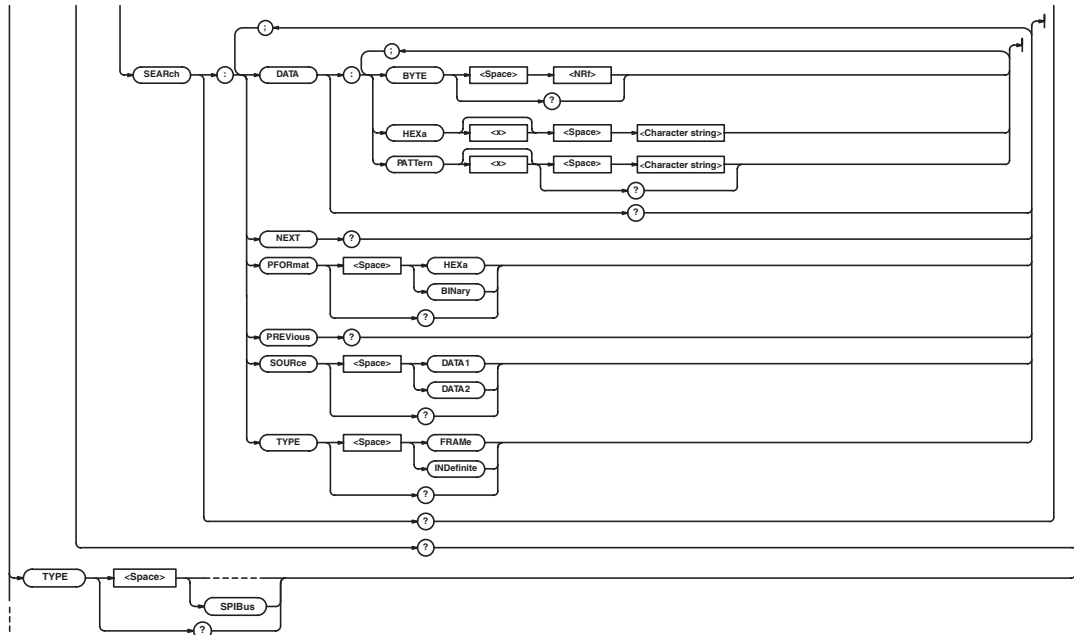 ;
;
SEARch : DATA : BYTE <Space> <NRf>
?
HEXa <x> <Space> <Character string>
PATTern <x> <Space> <Character string>
?
?
NEXT ?
PFORmat <Space> HEXa
BINary
?
PREVious ?
SOURce <Space> DATA1
DATA2
?
TYPE <Space> FRAMe
INDefinite
?
?
?
TYPE <Space>
SPIBus
?